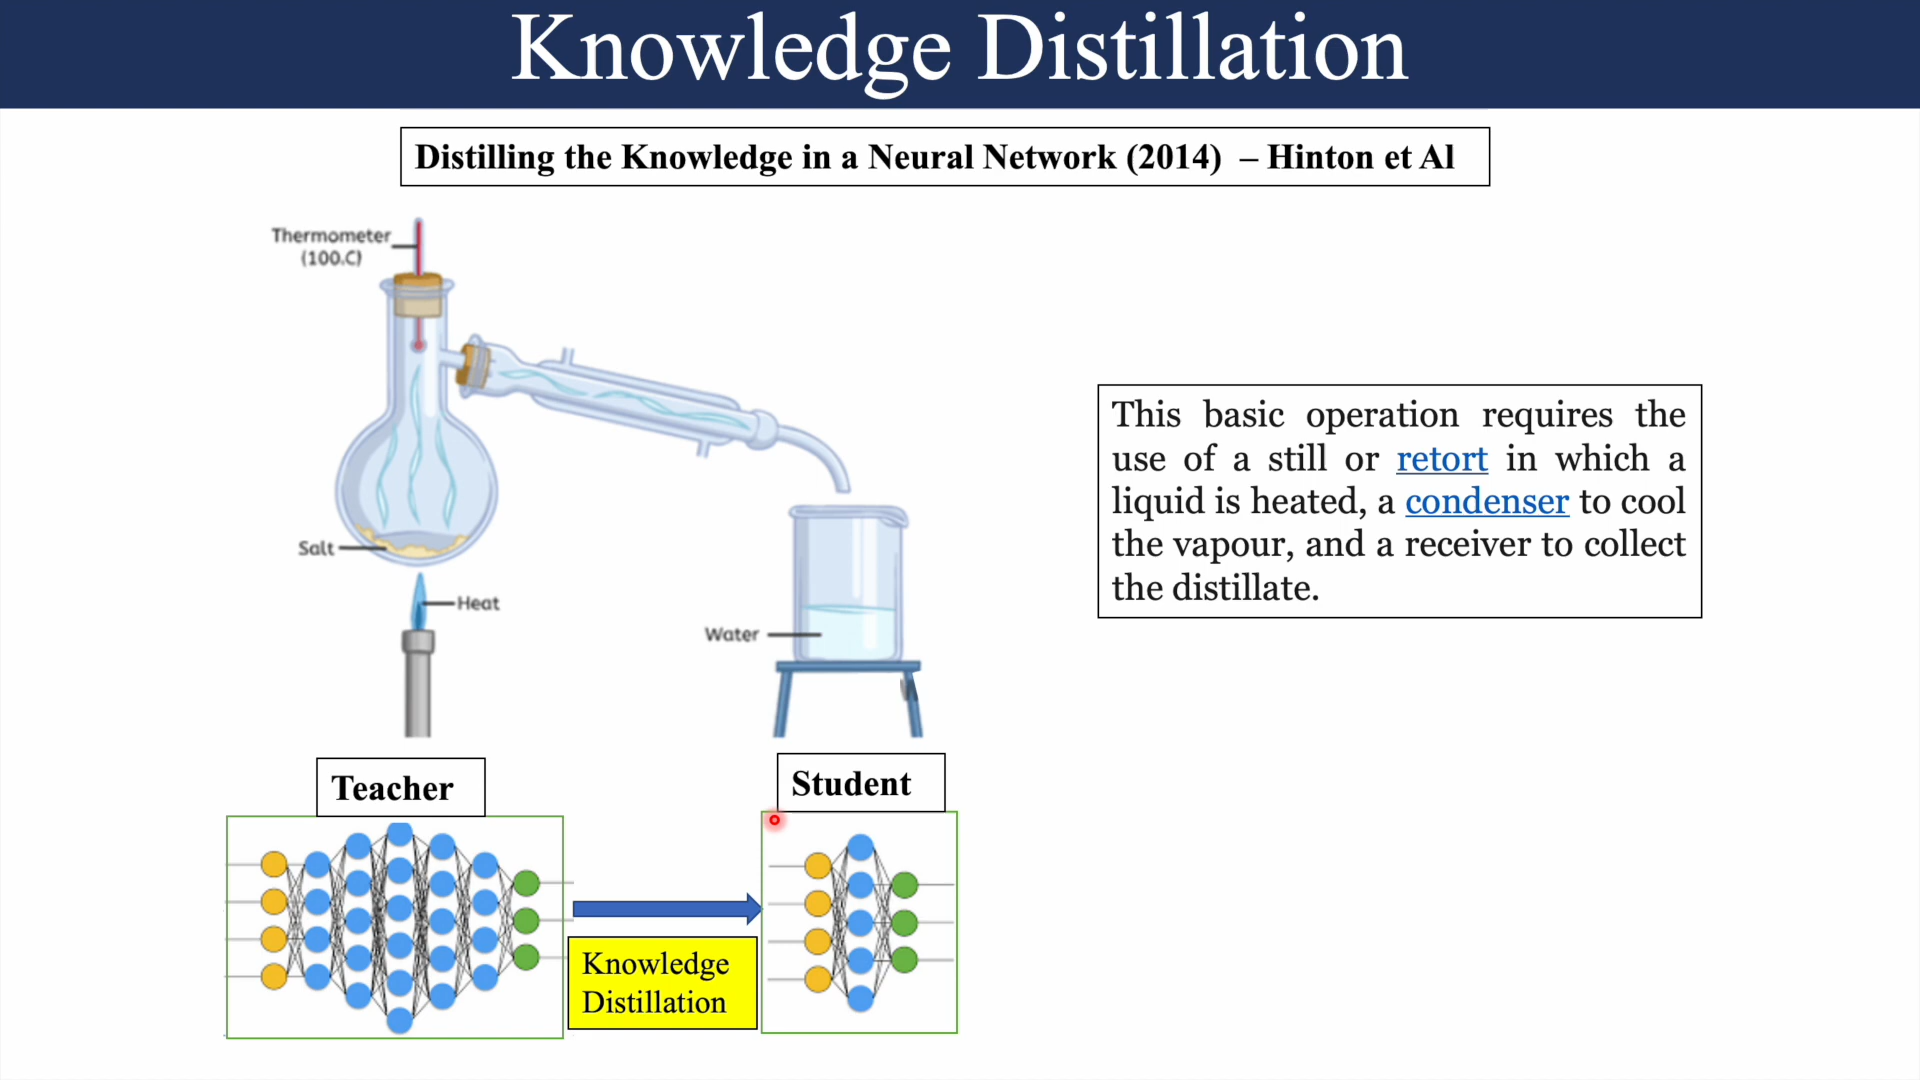 Knowledge Distillation
Distilling the Knowledge in a Neural Network (2014) – Hinton et Al
Thermometer
(100.C)
Salt
Heat
Water
This basic operation requires the
use of a still or retort in which a
liquid is heated, a condenser to cool
the vapour, and a receiver to collect
the distillate.
Teacher
Student
Knowledge
Distillation